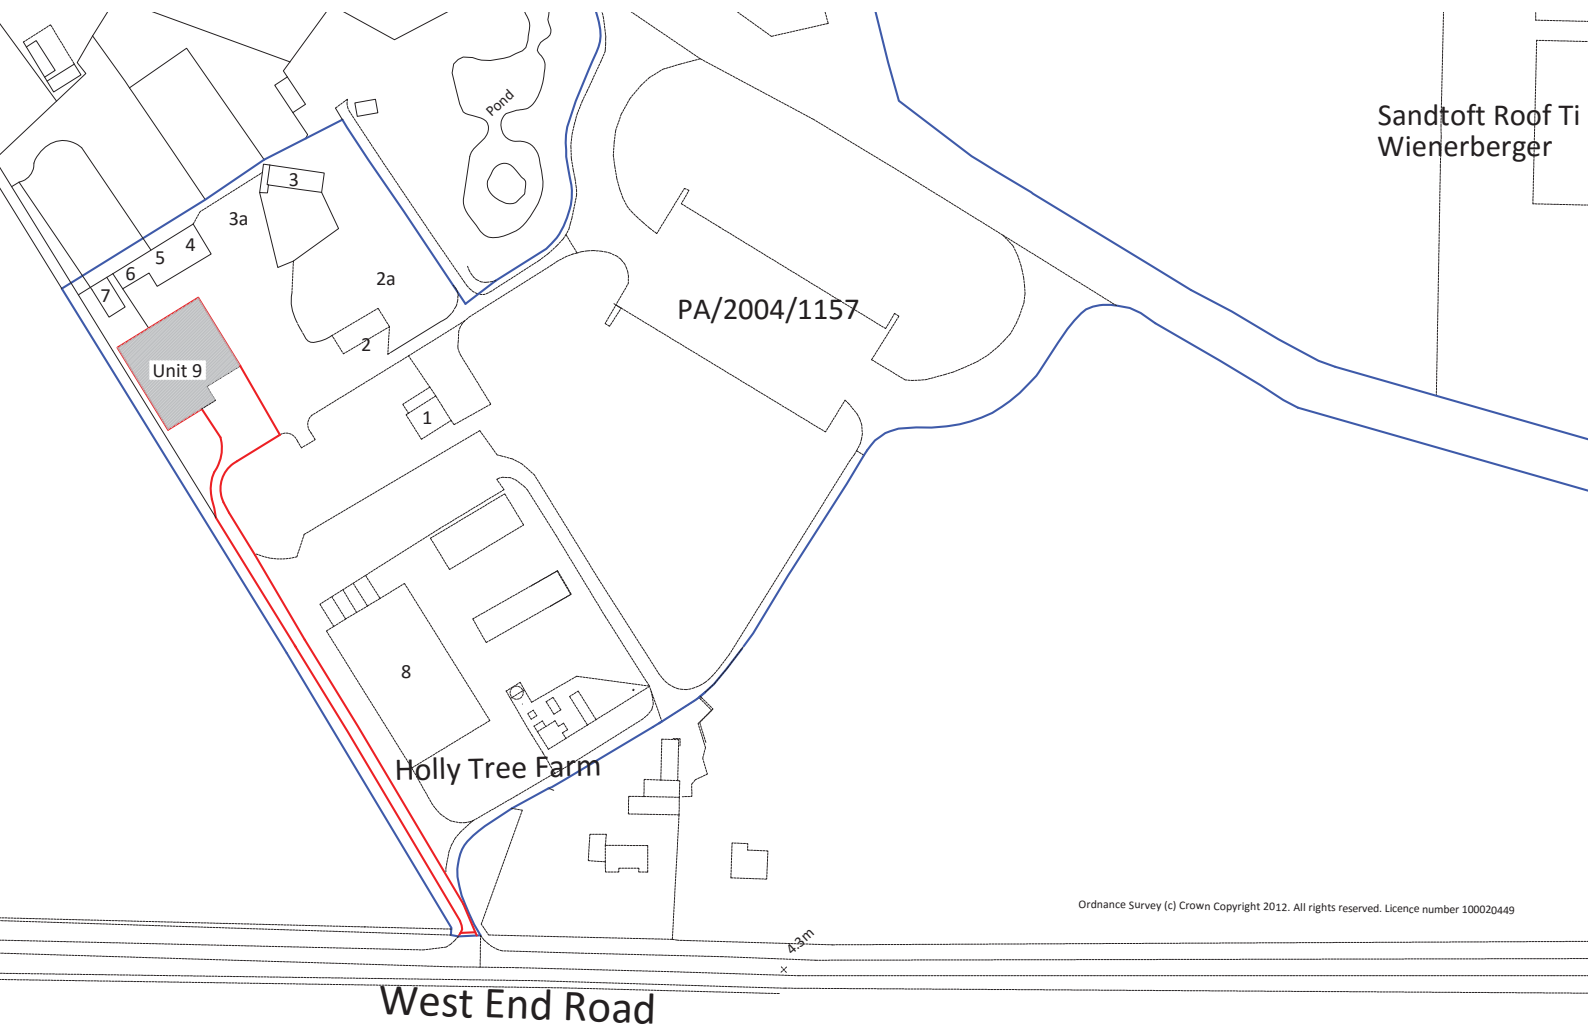 Pond
Sandtoft Roof Ti
Wienerberger
3
3a
4
5
6
7
2a
PA/2004/1157
2
Unit 9
1
8
Holly Tree Farm
Ordnance Survey (c) Crown Copyright 2012. All rights reserved. Licence number 100020449
4.3m
West End Road